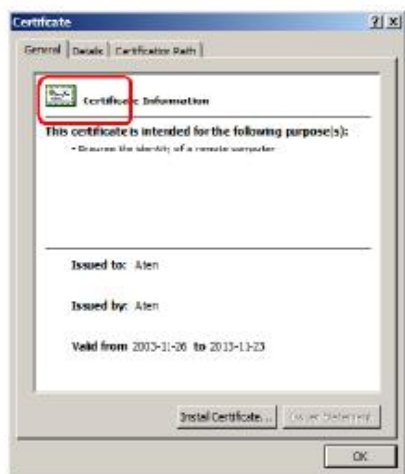 Certificate
General Details Certification Path
Certificate Information
This certificate is intended for the following purpose(s):
• Ensures the identity of a remote computer
Issued to: Aten
Issued by: Aten
Valid from 2003-11-26 to 2013-11-23
Install Certificate... Issuer Statement
OK